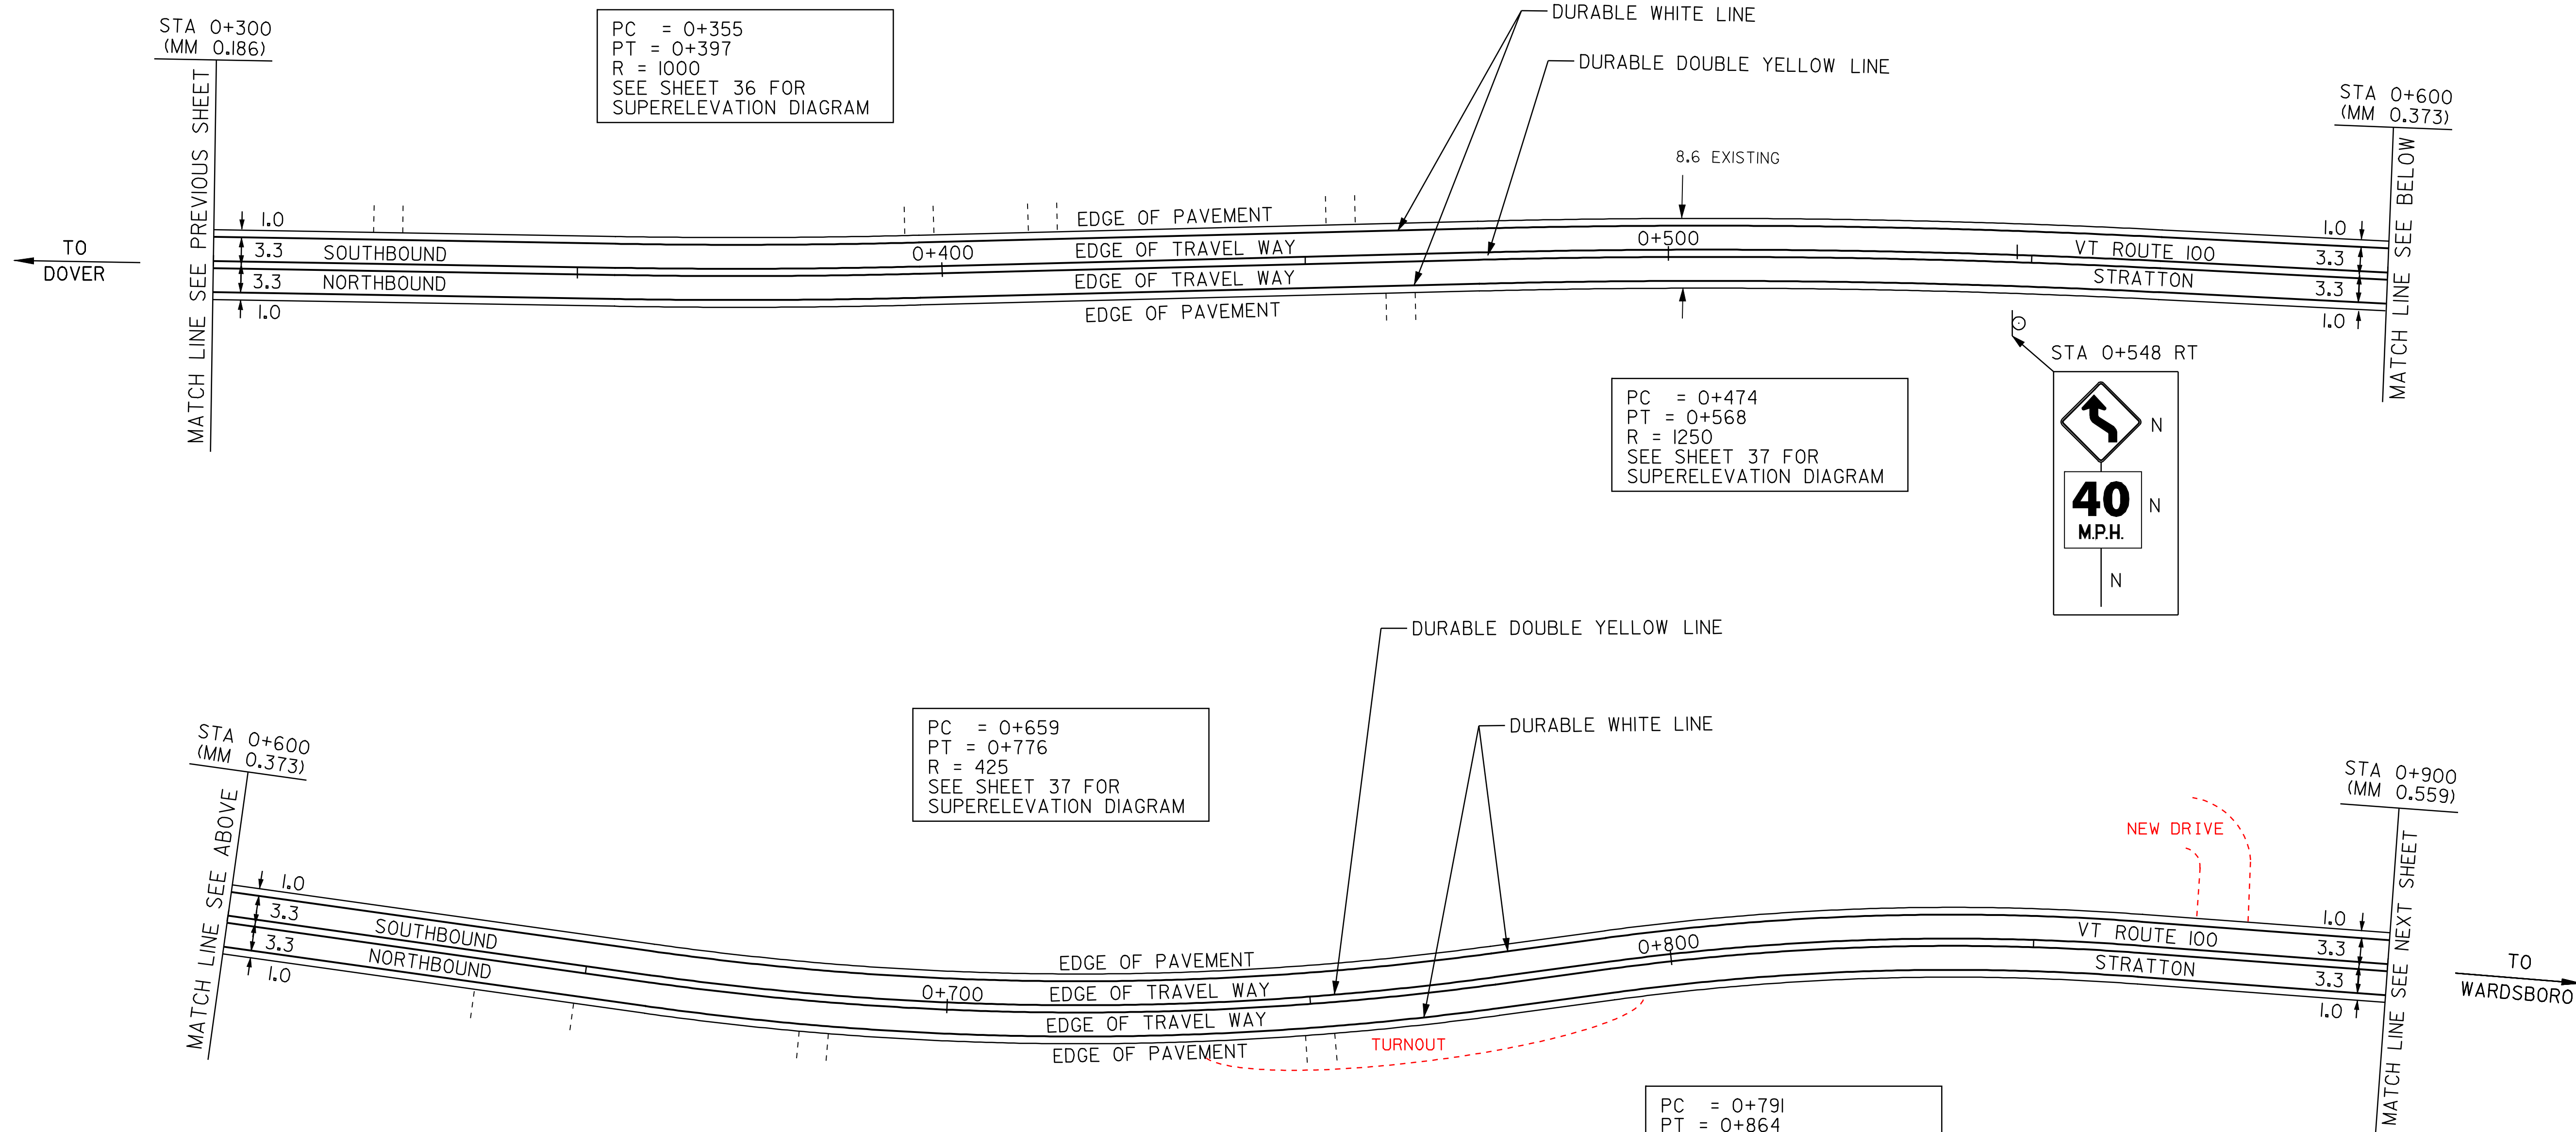 STA 0+300
(MM 0.186)
MATCH LINE SEE PREVIOUS SHEET
TO
DOVER
PC = 0+355
PT = 0+397
R = 1000
SEE SHEET 36 FOR
SUPERELEVATION DIAGRAM
DURABLE WHITE LINE
DURABLE DOUBLE YELLOW LINE
8.6 EXISTING
STA 0+600
(MM 0.373)
MATCH LINE SEE BELOW
1.0
3.3
SOUTHBOUND
3.3
NORTHBOUND
1.0
0+400
EDGE OF PAVEMENT
EDGE OF TRAVEL WAY
EDGE OF TRAVEL WAY
EDGE OF PAVEMENT
0+500
VT ROUTE 100
STRATTON
1.0
3.3
3.3
1.0
PC = 0+474
PT = 0+568
R = 1250
SEE SHEET 37 FOR
SUPERELEVATION DIAGRAM
STA 0+548 RT
N
40
M.P.H.
N
N
DURABLE DOUBLE YELLOW LINE
DURABLE WHITE LINE
PC = 0+659
PT = 0+776
R = 425
SEE SHEET 37 FOR
SUPERELEVATION DIAGRAM
STA 0+600
(MM 0.373)
MATCH LINE SEE ABOVE
1.0
3.3
SOUTHBOUND
3.3
NORTHBOUND
1.0
0+700
EDGE OF PAVEMENT
EDGE OF TRAVEL WAY
EDGE OF TRAVEL WAY
EDGE OF PAVEMENT
TURNOUT
0+800
NEW DRIVE
VT ROUTE 100
STRATTON
1.0
3.3
3.3
1.0
STA 0+900
(MM 0.559)
MATCH LINE SEE NEXT SHEET
TO
WARDSBORO
PC = 0+791
PT = 0+864